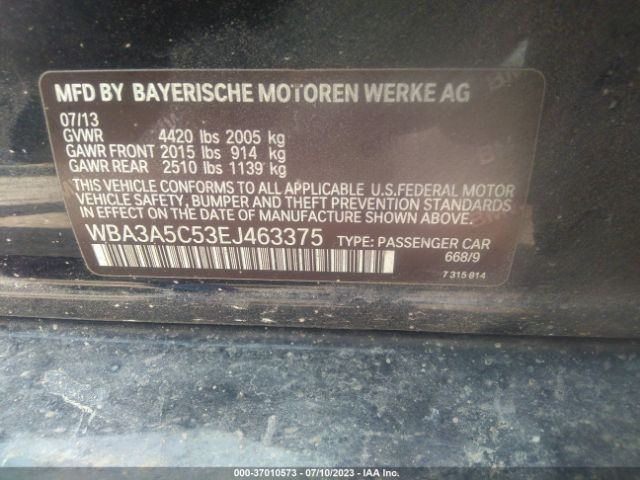 MFD BY BAYERISCHE MOTOREN WERKE AG
07/13
GVWR 4420 lbs 2005 kg
GAWR FRONT 2015 lbs 914 kg
GAWR REAR 2510 lbs 1139 kg
THIS VEHICLE CONFORMS TO ALL APPLICABLE U.S.FEDERAL MOTOR
VEHICLE SAFETY, BUMPER AND THEFT PREVENTION STANDARDS
IN EFFECT ON THE DATE OF MANUFACTURE SHOWN ABOVE.
WBA3A5C53EJ463375 TYPE: PASSENGER CAR
668/9
7 315 814
000-37010573 - 07/10/2023 - IAA Inc.